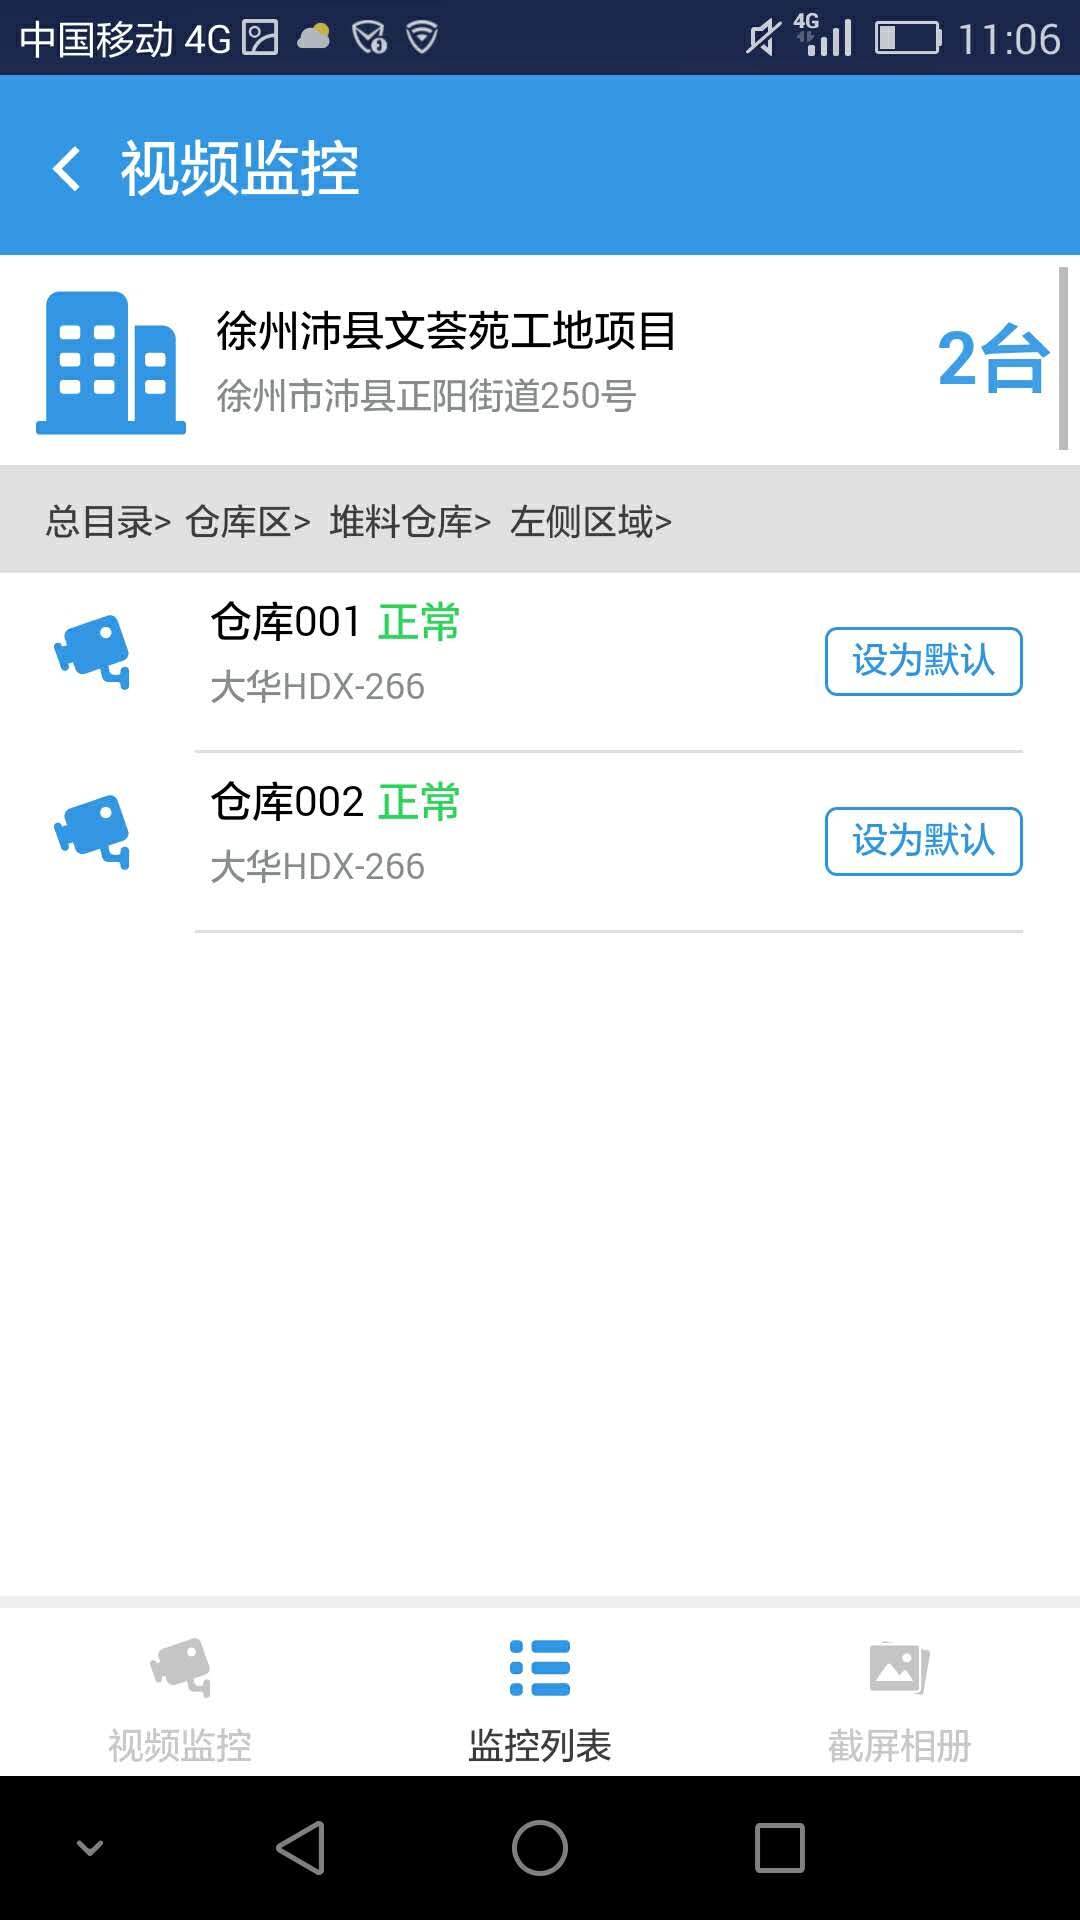 中国移动 4G 4G 11:06
视频监控
徐州沛县文荟苑工地项目
徐州市沛县正阳街道250号
2台
总目录> 仓库区> 堆料仓库> 左侧区域>
仓库001 正常
大华HDX-266
设为默认
仓库002 正常
大华HDX-266
设为默认
视频监控 监控列表 截屏相册